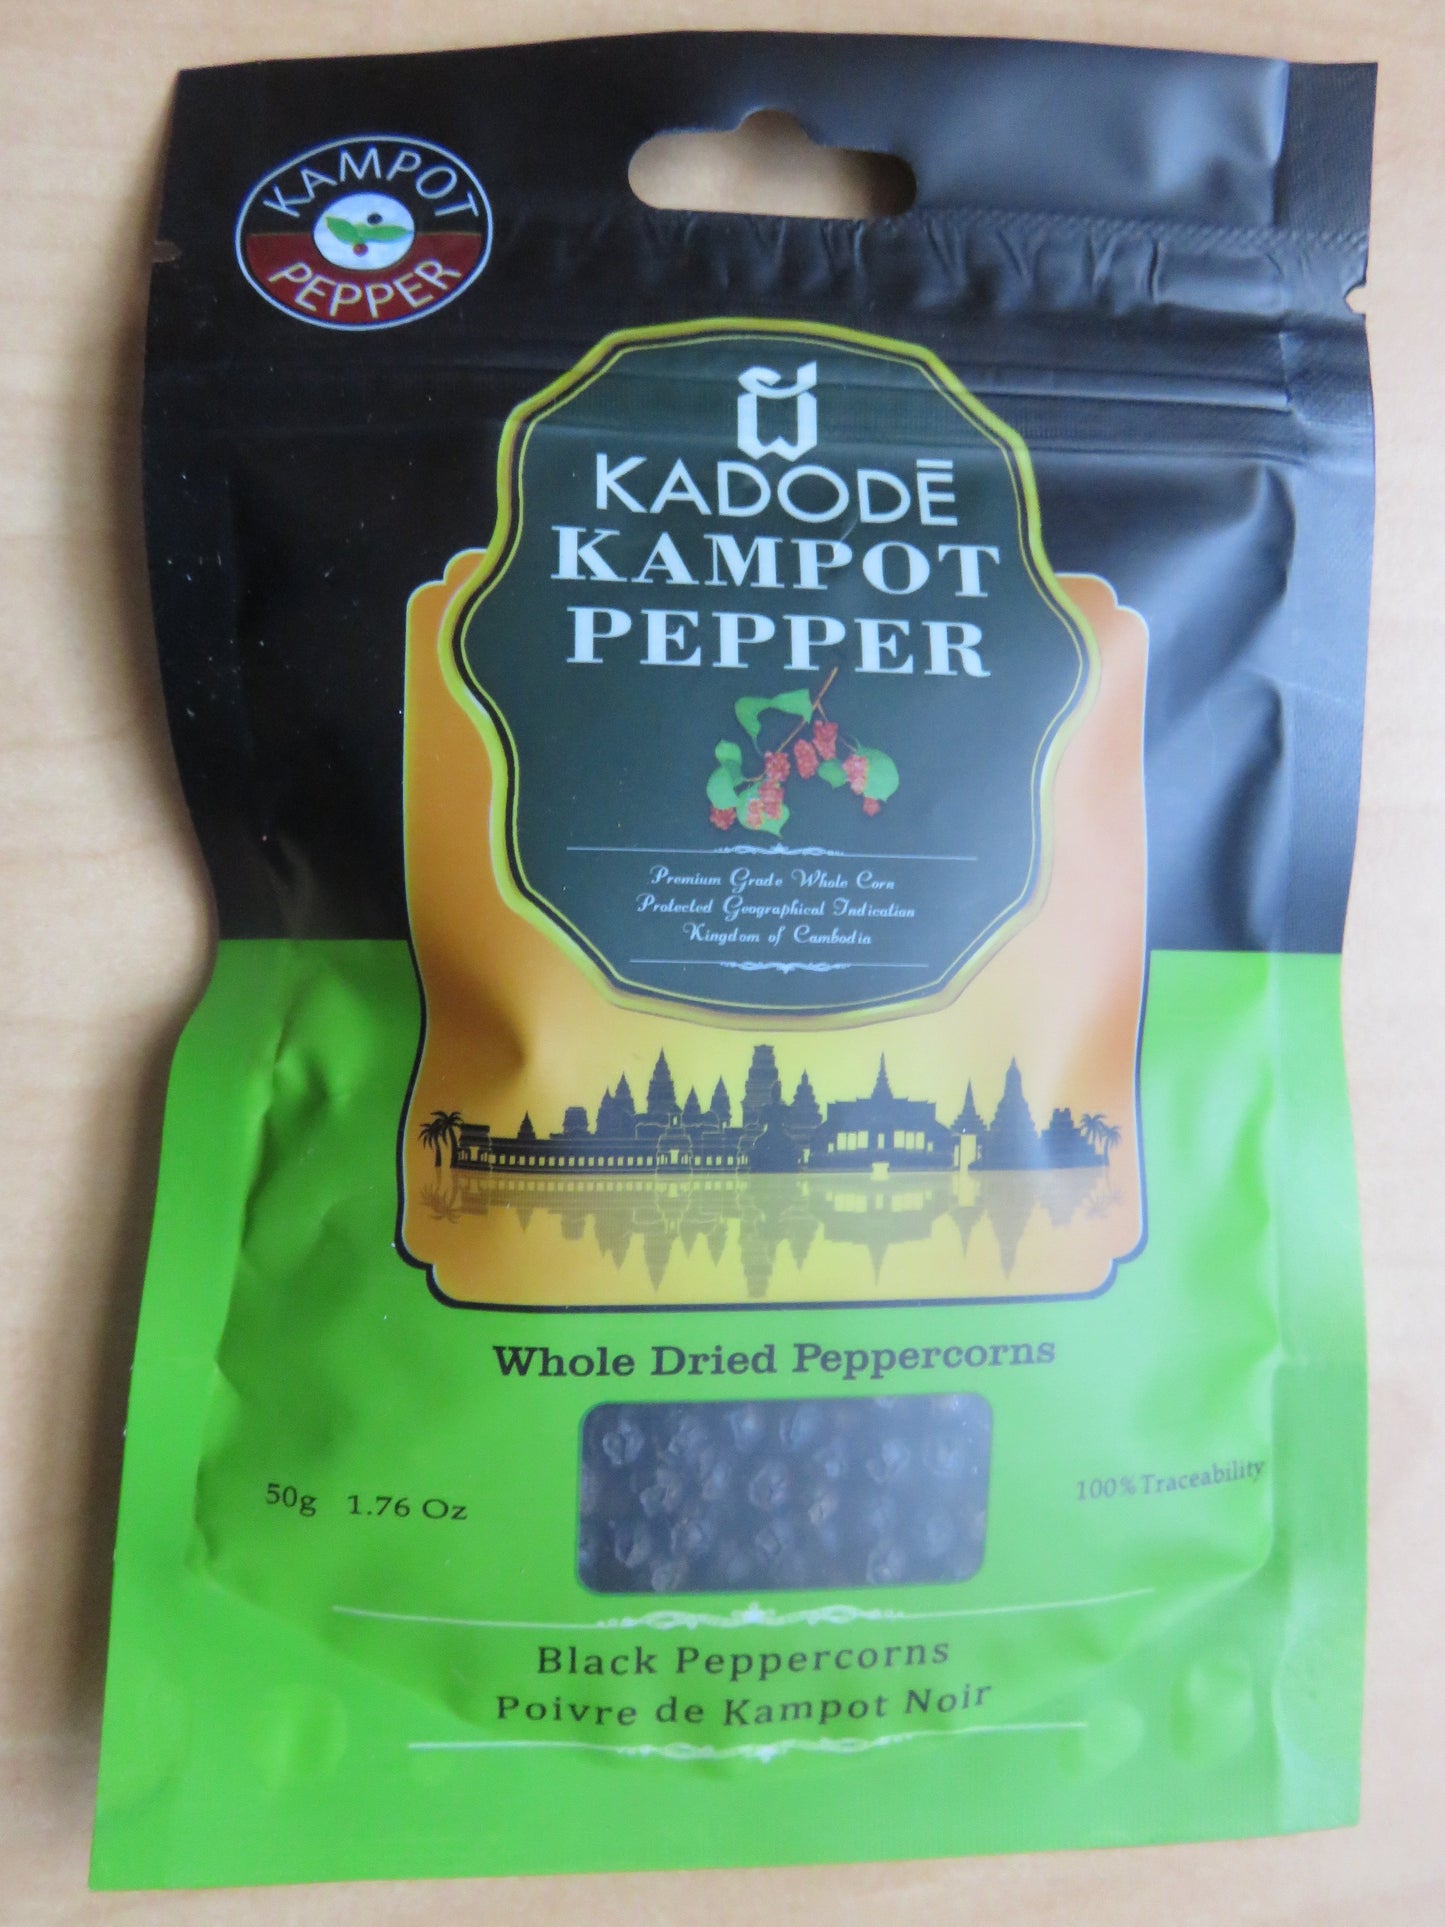 KAMPOT
PEPPER
KADODĒ
KAMPOT
PEPPER
Premium Grade Whole Corn
Protected Geographical Indication
Kingdom of Cambodia
Whole Dried Peppercorns
50g 1.76 Oz
100% Traceability
Black Peppercorns
Poivre de Kampot Noir